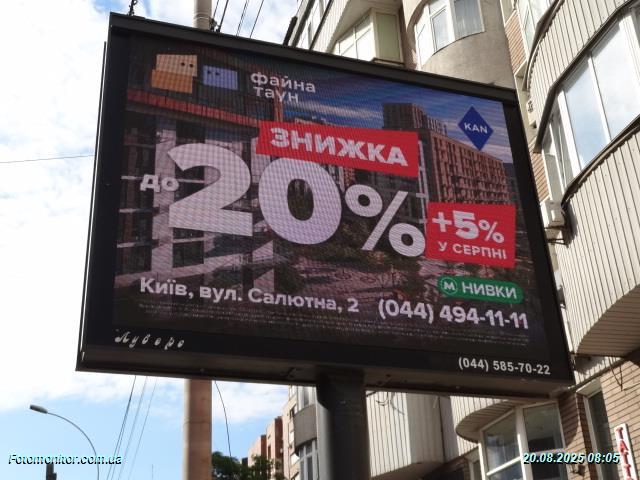 файна
таун
KAN
ЗНИЖКА
до 20%
+5%
У СЕРПНІ
М НИВКИ
Київ, вул. Салютна, 2
(044) 494-11-11
Луверс
(044) 585-70-22
Fotomonitor.com.ua
20.08.2025 08:05